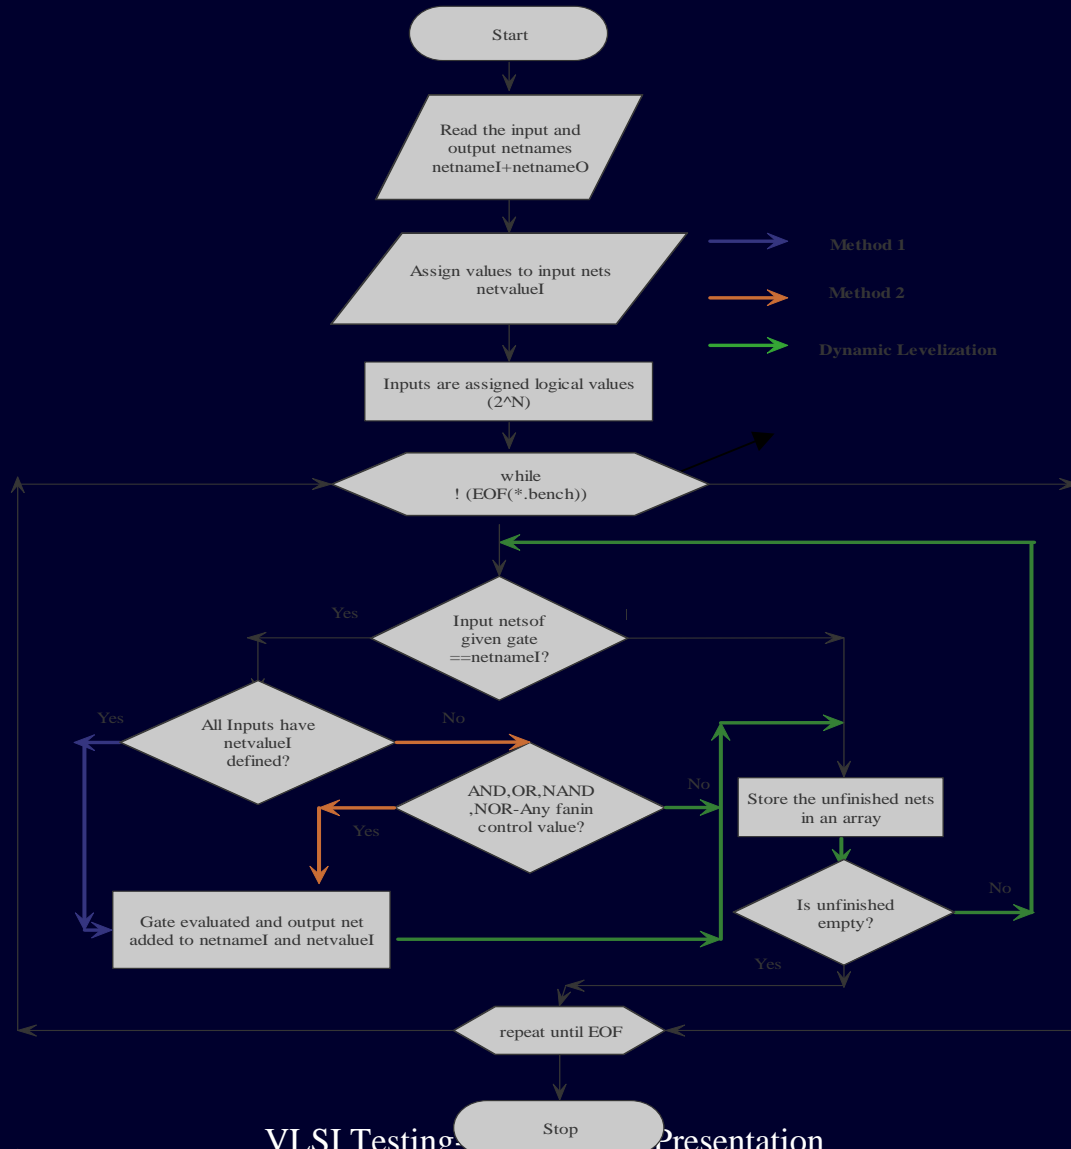 Start
Read the input and
output netnames
netnameI+netnameO
Assign values to input nets
netvalueI
Method 1
Method 2
Dynamic Levelization
Inputs are assigned logical values
(2^N)
while
! (EOF(*.bench))
Yes
Input netsof
given gate
==netnameI?
Yes
All Inputs have
netvalueI
defined?
No
AND,OR,NAND
,NOR-Any fanin
control value?
No
Yes
Store the unfinished nets
in an array
Gate evaluated and output net
added to netnameI and netvalueI
Is unfinished
empty?
No
Yes
repeat until EOF
Stop
VLSI Testing- Presentation